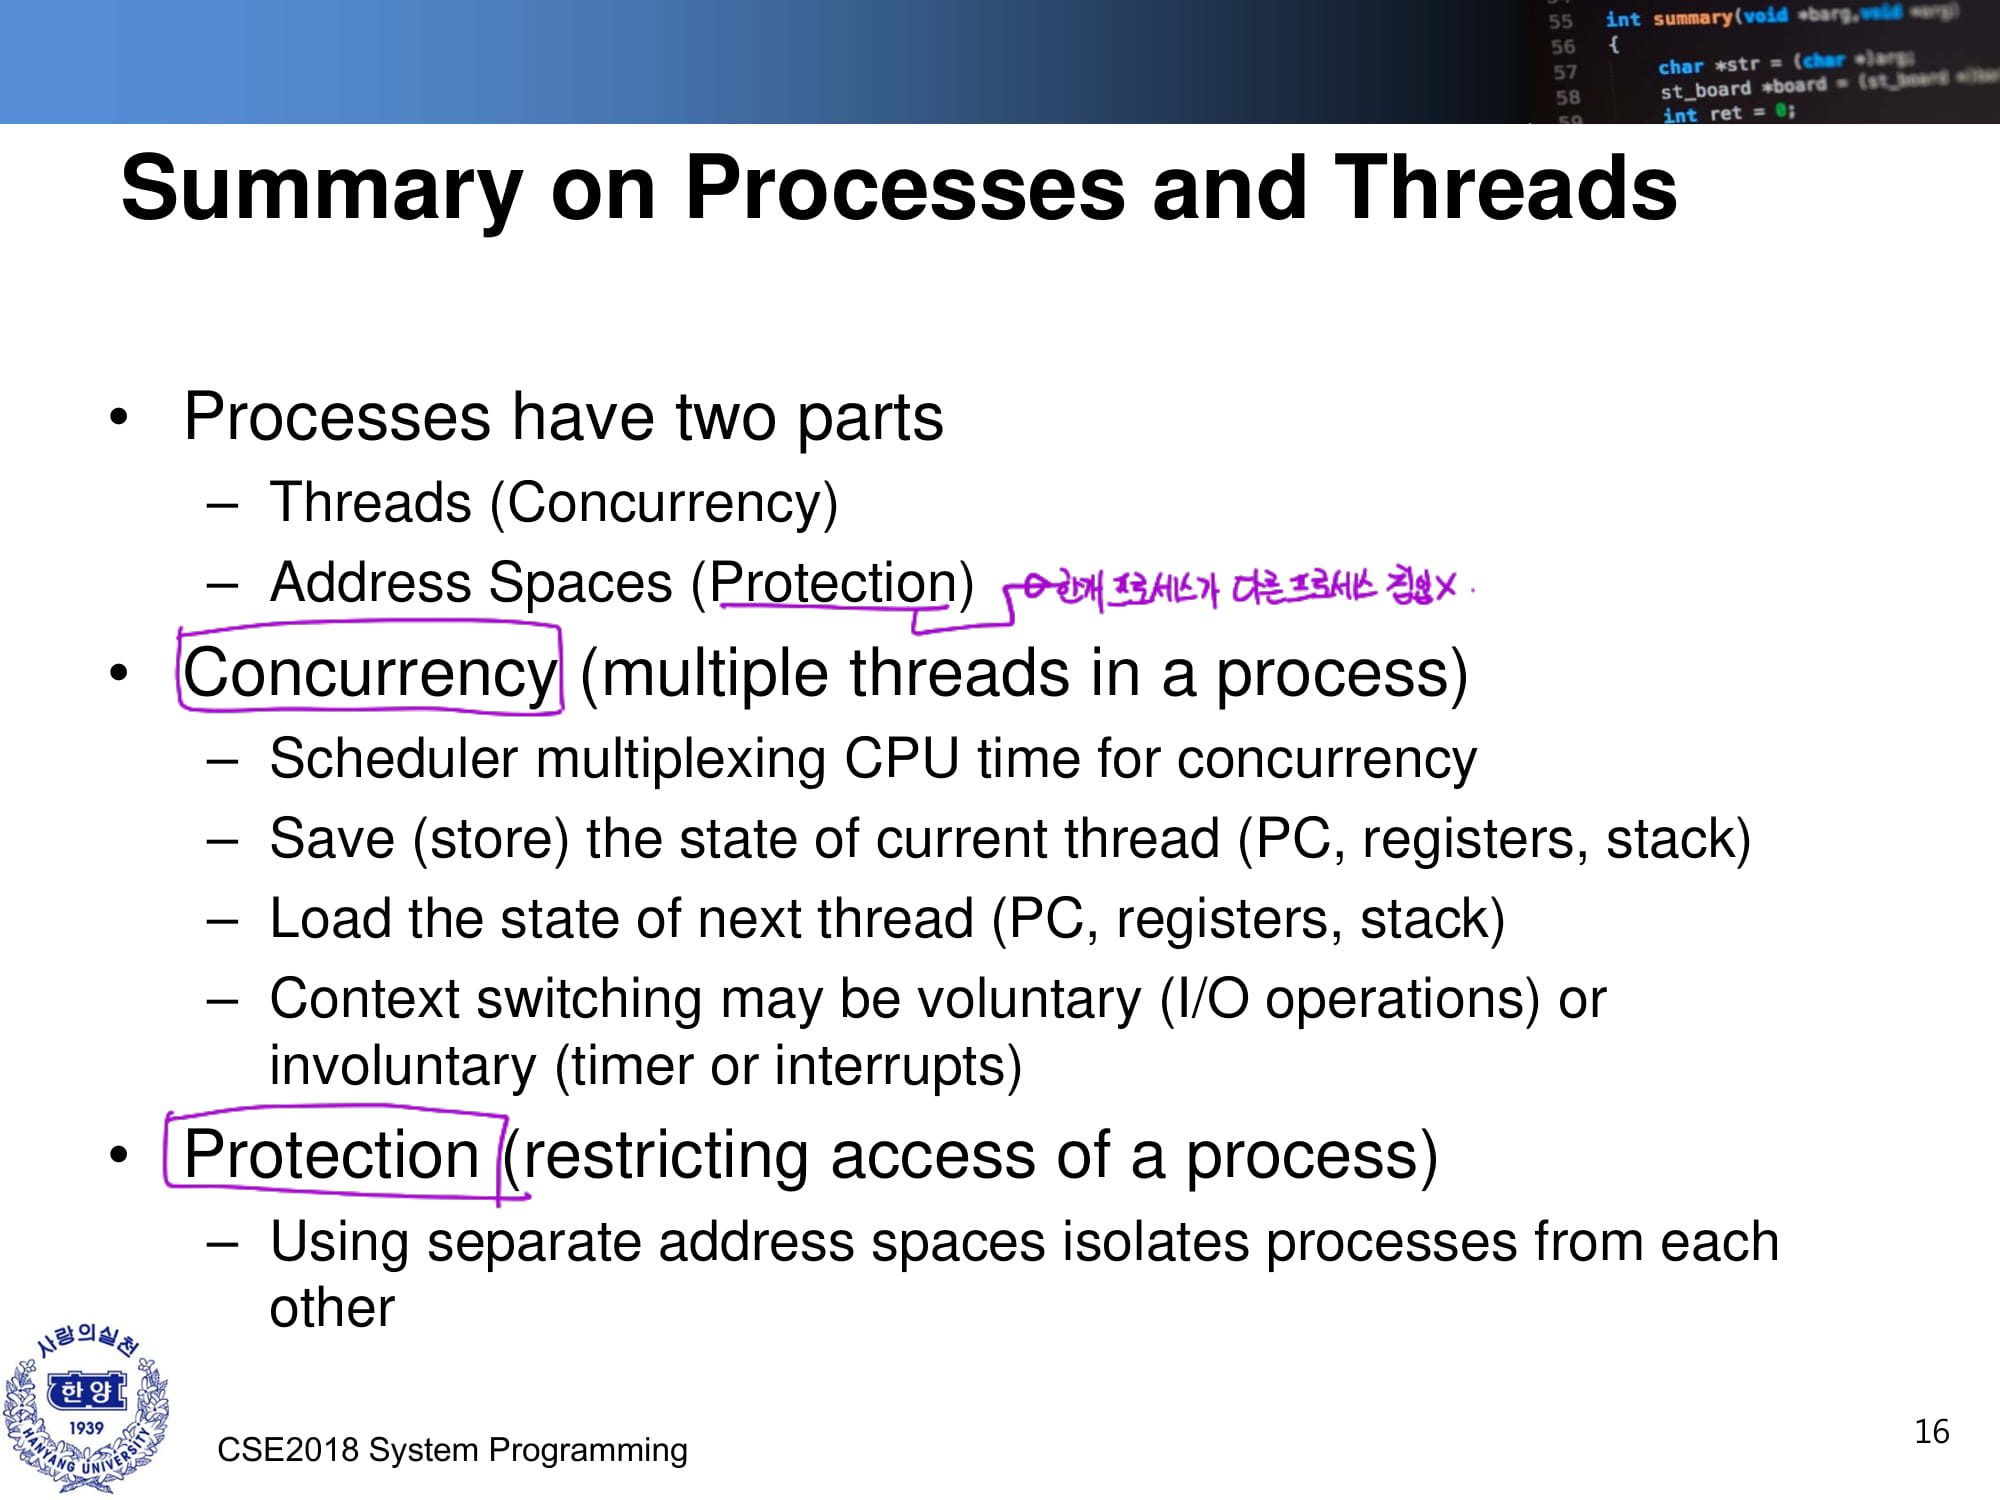 55 int summary(void *barg, void *arg)
56 {
57 char *str = (char *)arg;
58 st_board *board = (st_board *)
59 int ret = 0;
Summary on Processes and Threads
• Processes have two parts
– Threads (Concurrency)
– Address Spaces (Protection) 한개 프로세스가 다른 프로세스 침입X.
• Concurrency (multiple threads in a process)
– Scheduler multiplexing CPU time for concurrency
– Save (store) the state of current thread (PC, registers, stack)
– Load the state of next thread (PC, registers, stack)
– Context switching may be voluntary (I/O operations) or
involuntary (timer or interrupts)
• Protection (restricting access of a process)
– Using separate address spaces isolates processes from each
other
사랑의실천
한양
1939
HANYANG UNIVERSITY
CSE2018 System Programming
16